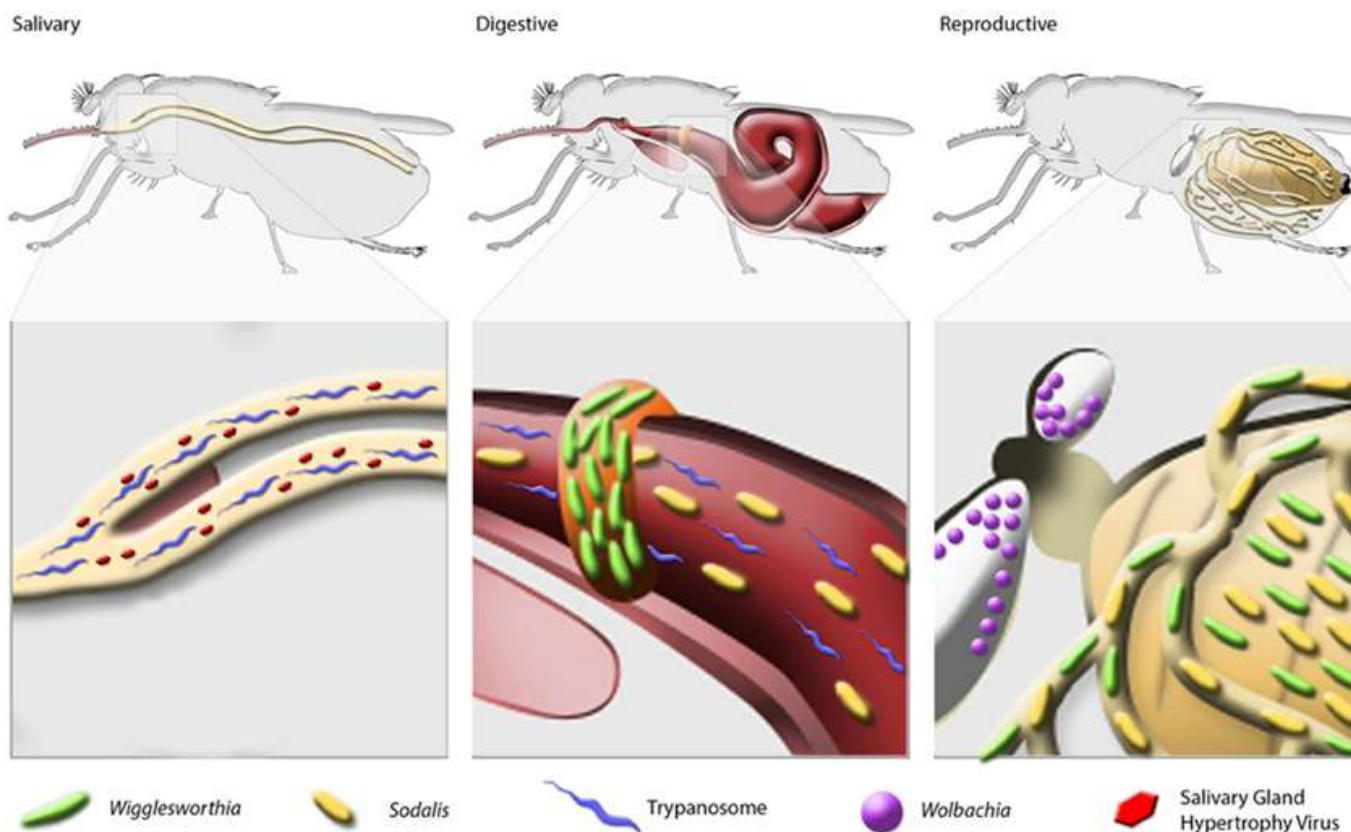 Salivary
Digestive
Reproductive
Wigglesworthia
Sodalis
Trypanosome
Wolbachia
Salivary Gland
Hypertrophy Virus